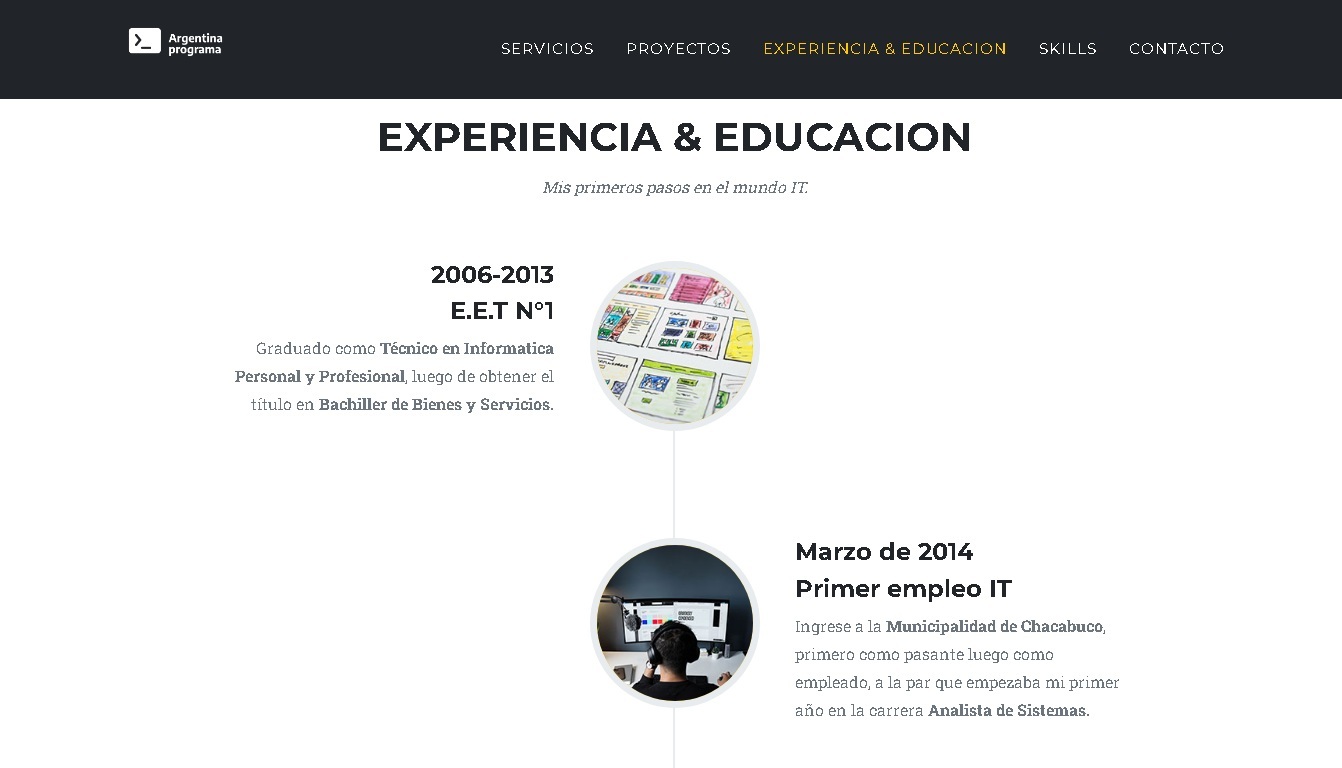 Argentina
programa
SERVICIOS PROYECTOS EXPERIENCIA & EDUCACION SKILLS CONTACTO
EXPERIENCIA & EDUCACION
Mis primeros pasos en el mundo IT.
2006-2013
E.E.T N°1
Graduado como Técnico en Informatica
Personal y Profesional, luego de obtener el
título en Bachiller de Bienes y Servicios.
Marzo de 2014
Primer empleo IT
Ingrese a la Municipalidad de Chacabuco,
primero como pasante luego como
empleado, a la par que empezaba mi primer
año en la carrera Analista de Sistemas.